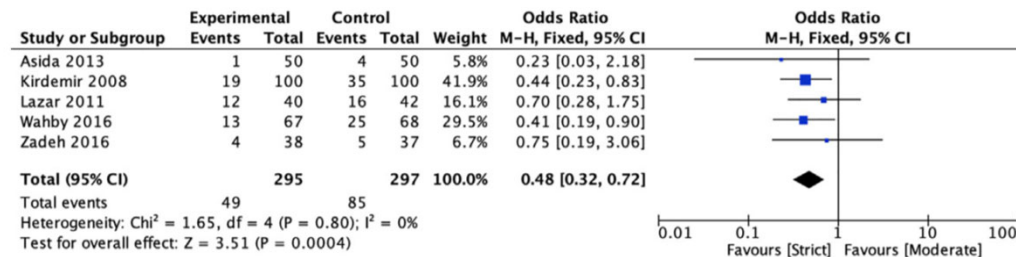 Experimental Control Odds Ratio Odds Ratio
Study or Subgroup Events Total Events Total Weight M-H, Fixed, 95% CI M-H, Fixed, 95% CI
Asida 2013 1 50 4 50 5.8% 0.23 [0.03, 2.18]
Kirdemir 2008 19 100 35 100 41.9% 0.44 [0.23, 0.83]
Lazar 2011 12 40 16 42 16.1% 0.70 [0.28, 1.75]
Wahby 2016 13 67 25 68 29.5% 0.41 [0.19, 0.90]
Zadeh 2016 4 38 5 37 6.7% 0.75 [0.19, 3.06]
Total (95% CI) 295 297 100.0% 0.48 [0.32, 0.72]
Total events 49 85
Heterogeneity: Chi² = 1.65, df = 4 (P = 0.80); I² = 0%
Test for overall effect: Z = 3.51 (P = 0.0004)
0.01 0.1 1 10 100
Favours [Strict] Favours [Moderate]